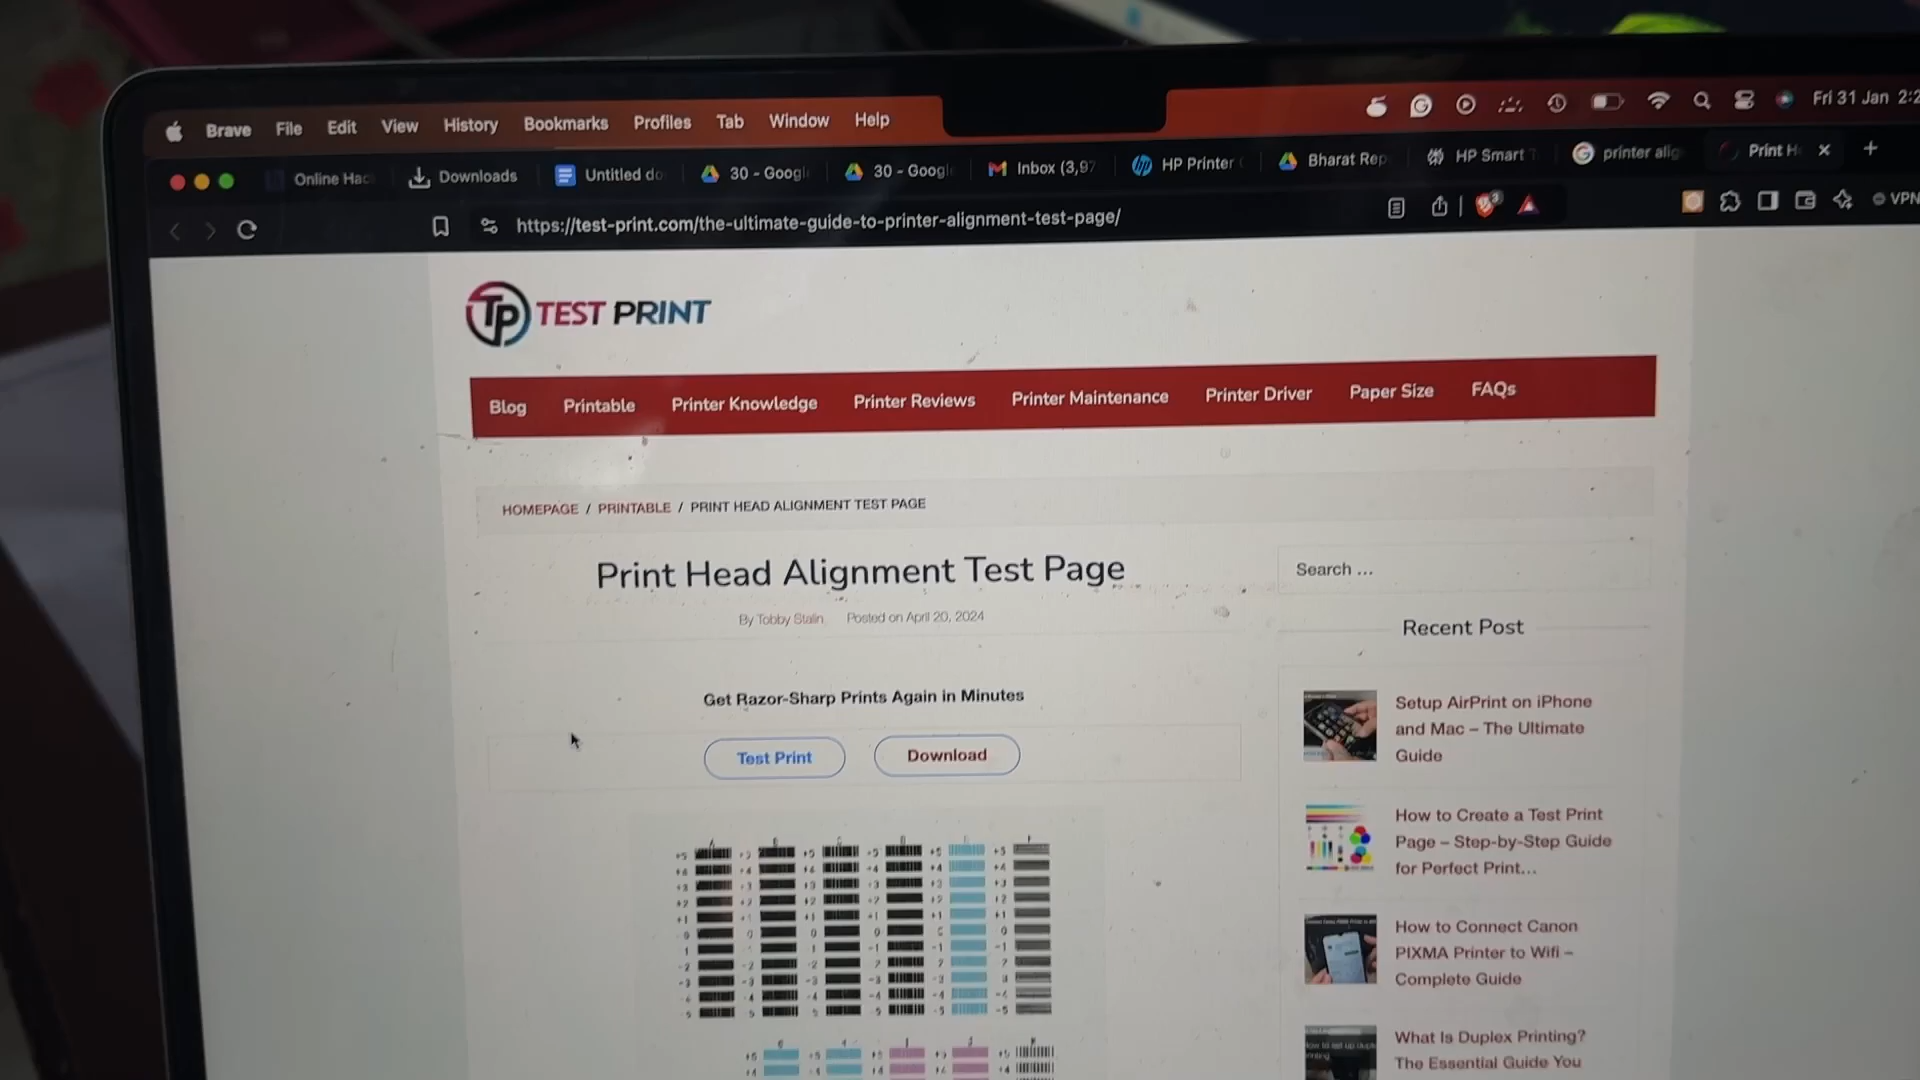 Brave File Edit View History Bookmarks Profiles Tab Window Help Fri 31 Jan
Online Hac Downloads Untitled do 30 - Googl 30 - Googl Inbox (3,97 HP Printer Bharat Rep HP Smart printer alig Print H
https://test-print.com/the-ultimate-guide-to-printer-alignment-test-page/ VPN
Tp TEST PRINT
Blog Printable Printer Knowledge Printer Reviews Printer Maintenance Printer Driver Paper Size FAQs
HOMEPAGE / PRINTABLE / PRINT HEAD ALIGNMENT TEST PAGE
Print Head Alignment Test Page
By Tobby Stalin Posted on April 20, 2024
Get Razor-Sharp Prints Again in Minutes
Test Print Download
Search ...
Recent Post
Setup AirPrint on iPhone
and Mac – The Ultimate
Guide
How to Create a Test Print
Page – Step-by-Step Guide
for Perfect Print...
How to Connect Canon
PIXMA Printer to Wifi –
Complete Guide
What Is Duplex Printing?
The Essential Guide You